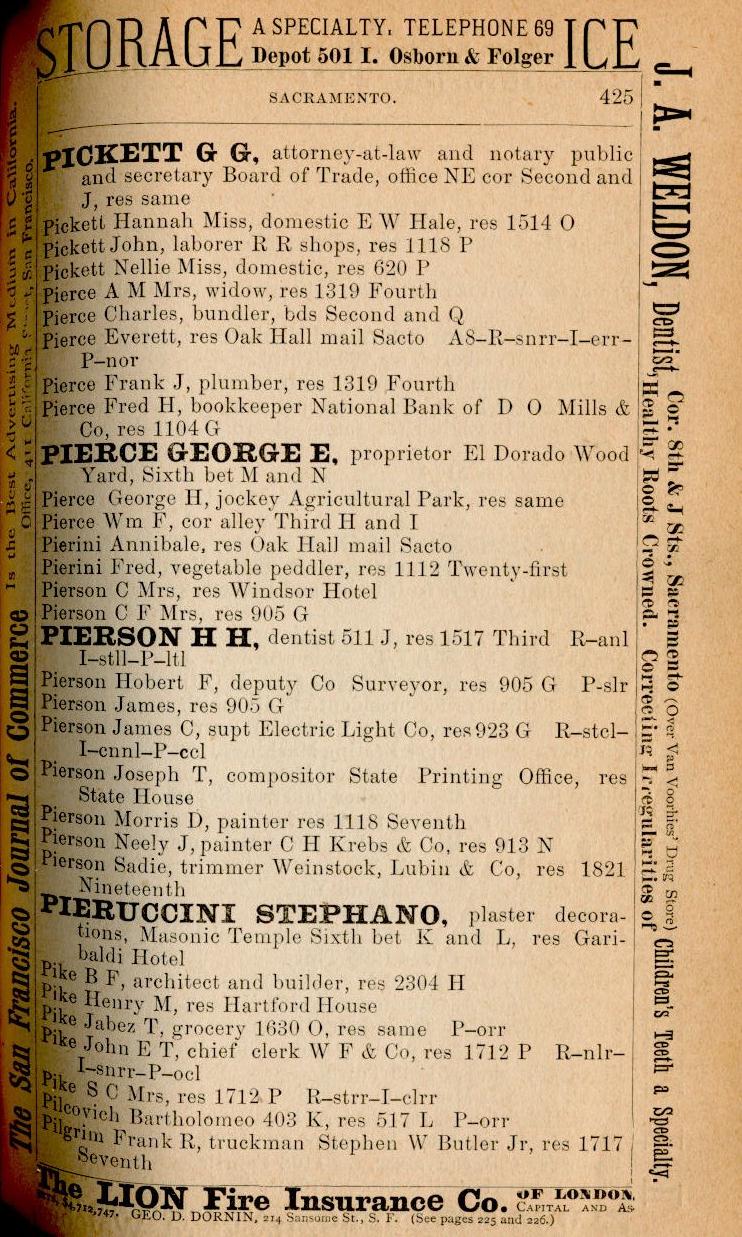 STORAGE A SPECIALTY. TELEPHONE 69 ICE
Depot 501 I. Osborn & Folger
SACRAMENTO. 425
PICKETT G G, attorney-at-law and notary public
and secretary Board of Trade, office NE cor Second and
J, res same
Pickett Hannah Miss, domestic E W Hale, res 1514 O
Pickett John, laborer R R shops, res 1118 P
Pickett Nellie Miss, domestic, res 620 P
Pierce A M Mrs, widow, res 1319 Fourth
Pierce Charles, bundler, bds Second and Q
Pierce Everett, res Oak Hall mail Sacto AS–R–snrr–I–err–
P–nor
Pierce Frank J, plumber, res 1319 Fourth
Pierce Fred H, bookkeeper National Bank of D O Mills &
Co, res 1104 G
PIERCE GEORGE E, proprietor El Dorado Wood
Yard, Sixth bet M and N
Pierce George H, jockey Agricultural Park, res same
Pierce Wm F, cor alley Third H and I
Pierini Annibale, res Oak Hall mail Sacto
Pierini Fred, vegetable peddler, res 1112 Twenty-first
Pierson C Mrs, res Windsor Hotel
Pierson C F Mrs, res 905 G
PIERSON H H, dentist 511 J, res 1517 Third R–anl
I–stll–P–ltl
Pierson Hobert F, deputy Co Surveyor, res 905 G P-slr
Pierson James, res 905 G
Pierson James C, supt Electric Light Co, res 923 G R–stcl–
I–cnnl–P–ccl
Pierson Joseph T, compositor State Printing Office, res
State House
Pierson Morris D, painter res 1118 Seventh
Pierson Neely J, painter C H Krebs & Co, res 913 N
Pierson Sadie, trimmer Weinstock, Lubin & Co, res 1821
Nineteenth
PIERUCCINI STEPHANO, plaster decora-
tions, Masonic Temple Sixth bet K and L, res Gari-
baldi Hotel
Pike B F, architect and builder, res 2304 H
Pike Henry M, res Hartford House
Pike Jabez T, grocery 1630 O, res same P–orr
Pike John E T, chief clerk W F & Co, res 1712 P R–nlr–
I–snrr–P–ocl
Pike S C Mrs, res 1712 P R–strr–I–clrr
Pilcovich Bartholomeo 403 K, res 517 L P–orr
Pilgrim Frank R, truckman Stephen W Butler Jr, res 1717
Seventh
The LION Fire Insurance Co. OF LONDON,
CAPITAL AND AS-
$4,712,747. GEO. D. DORNIN, 214 Sansome St., S. F. (See pages 225 and 226.)
The San Francisco Journal of Commerce Is the Best Advertising Medium in California.
Office, 411 California San Francisco.
J. A. WELDON, Dentist, Cor. 8th & J Sts., Sacramento (Over Van Voorhies' Drug Store)
Healthy Roots Crowned. Correcting Irregularities of Children's Teeth a Specialty.